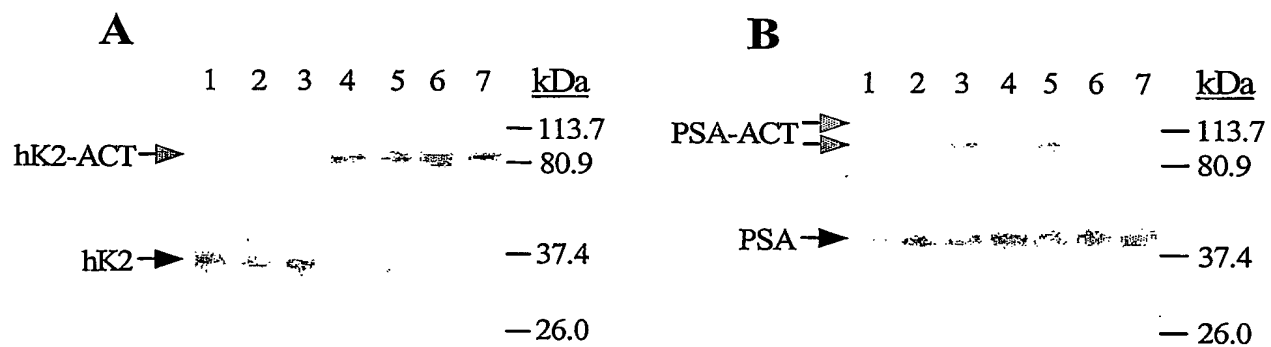 A
1 2 3 4 5 6 7 kDa
hK2-ACT
113.7
80.9
hK2
37.4
26.0
B
1 2 3 4 5 6 7 kDa
PSA-ACT
113.7
80.9
PSA
37.4
26.0